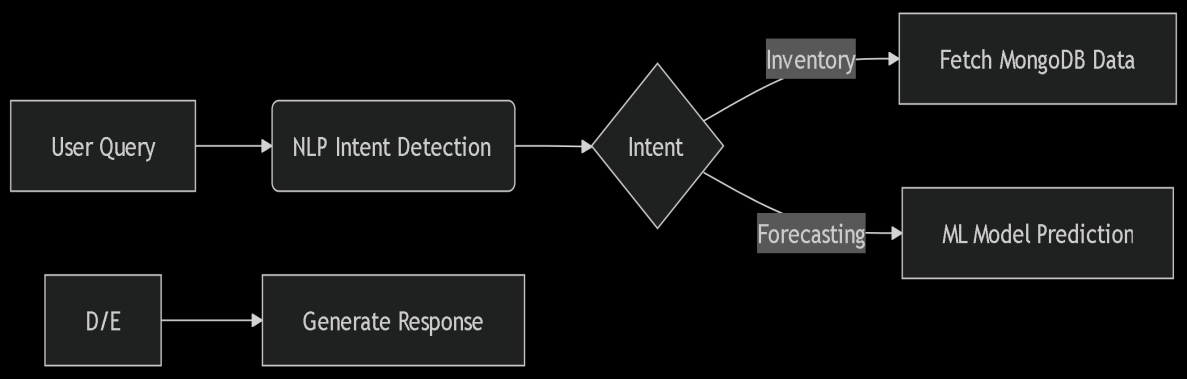 User Query
NLP Intent Detection
Intent
Inventory
Fetch MongoDB Data
Forecasting
ML Model Prediction
D/E
Generate Response